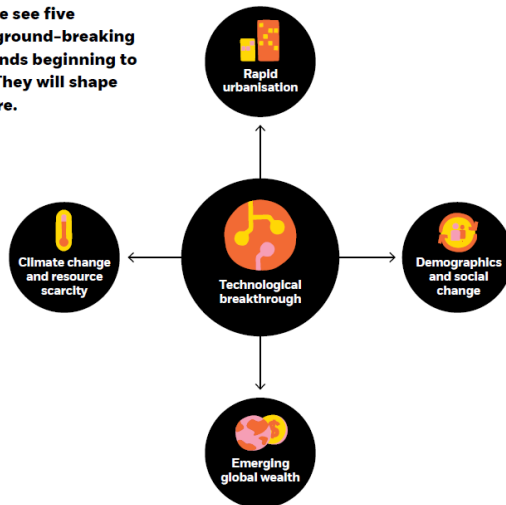 e see five
ground-breaking
nds beginning to
They will shape
re.
Rapid
urbanisation
Climate change
and resource
scarcity
Technological
breakthrough
Demographics
and social
change
Emerging
global wealth